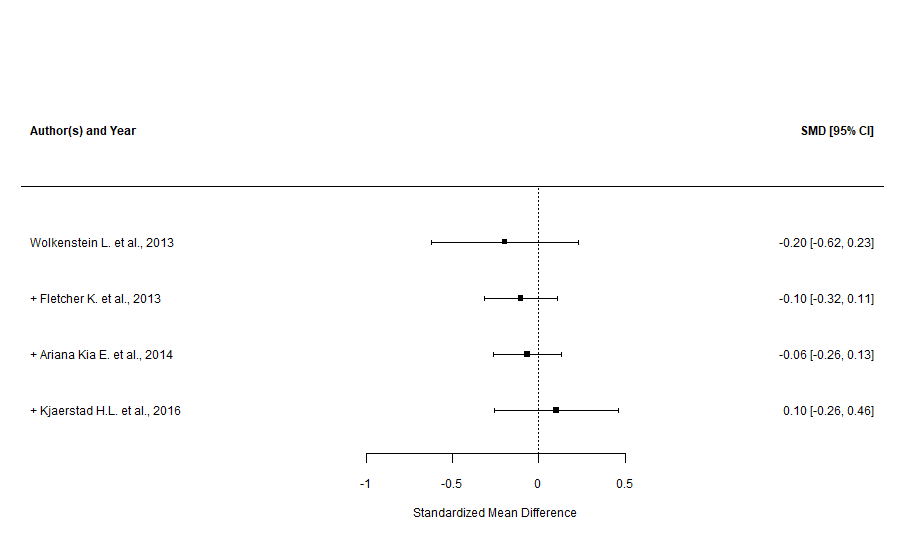 Author(s) and Year SMD [95% CI]
Wolkenstein L. et al., 2013 -0.20 [-0.62, 0.23]
+ Fletcher K. et al., 2013 -0.10 [-0.32, 0.11]
+ Ariana Kia E. et al., 2014 -0.06 [-0.26, 0.13]
+ Kjaerstad H.L. et al., 2016 0.10 [-0.26, 0.46]
-1 -0.5 0 0.5
Standardized Mean Difference